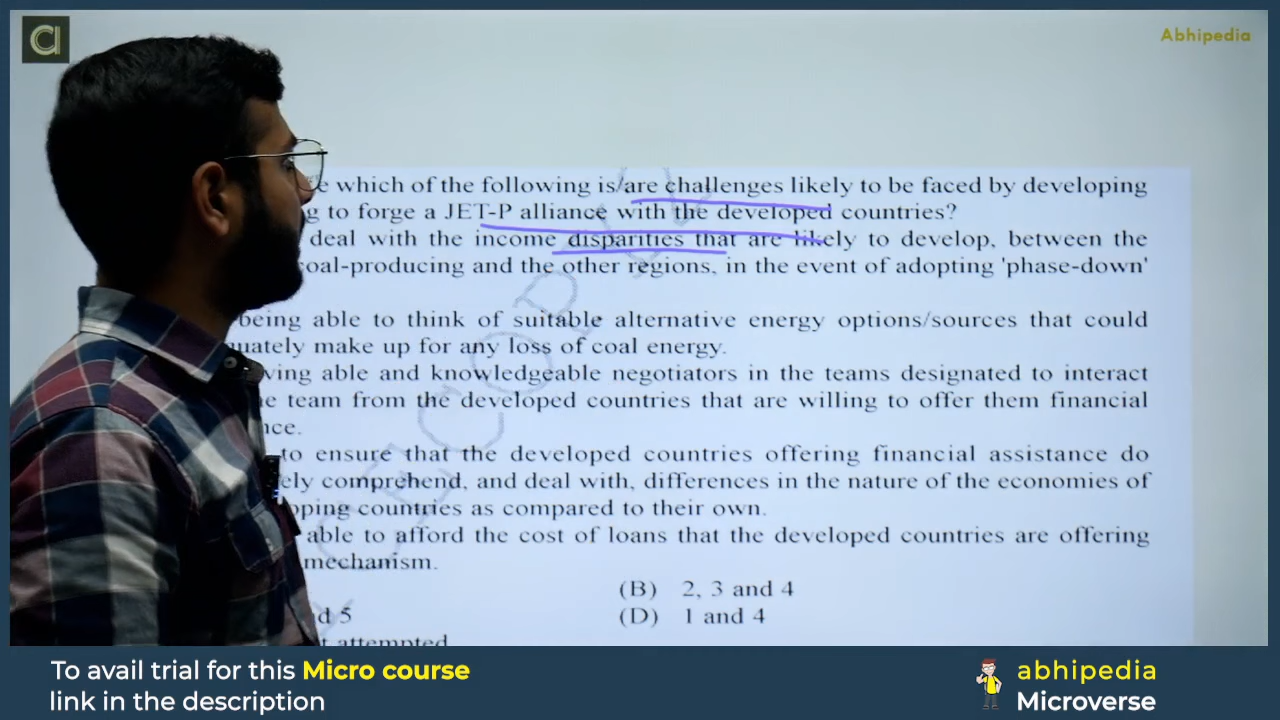 Abhipedia
which of the following is/are challenges likely to be faced by developing
to forge a JET-P alliance with the developed countries?
deal with the income disparities that are likely to develop, between the
coal-producing and the other regions, in the event of adopting 'phase-down'
being able to think of suitable alternative energy options/sources that could
make up for any loss of coal energy.
able and knowledgeable negotiators in the teams designated to interact
team from the developed countries that are willing to offer them financial
to ensure that the developed countries offering financial assistance do
comprehend, and deal with, differences in the nature of the economies of
countries as compared to their own.
able to afford the cost of loans that the developed countries are offering
mechanism.
(B) 2, 3 and 4
5
(D) 1 and 4
attempted
To avail trial for this Micro course
link in the description
abhipedia
Microverse